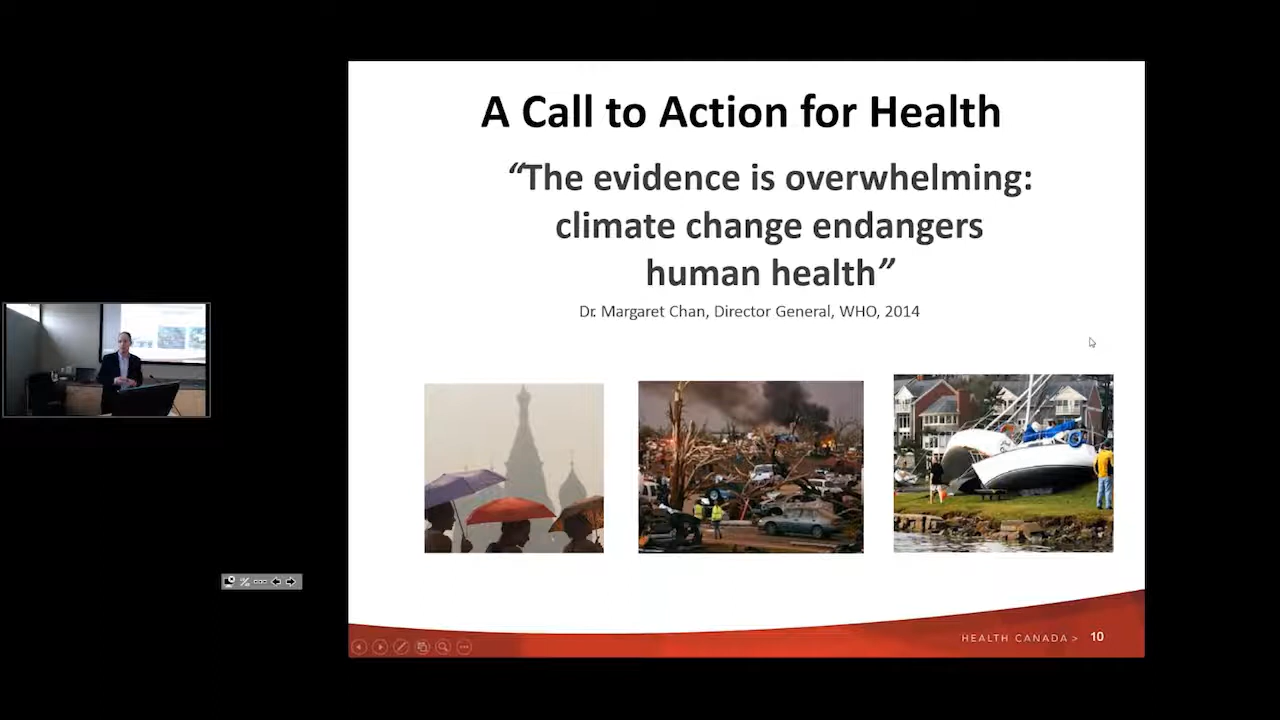 A Call to Action for Health
“The evidence is overwhelming:
climate change endangers
human health”
Dr. Margaret Chan, Director General, WHO, 2014
HEALTH CANADA > 10